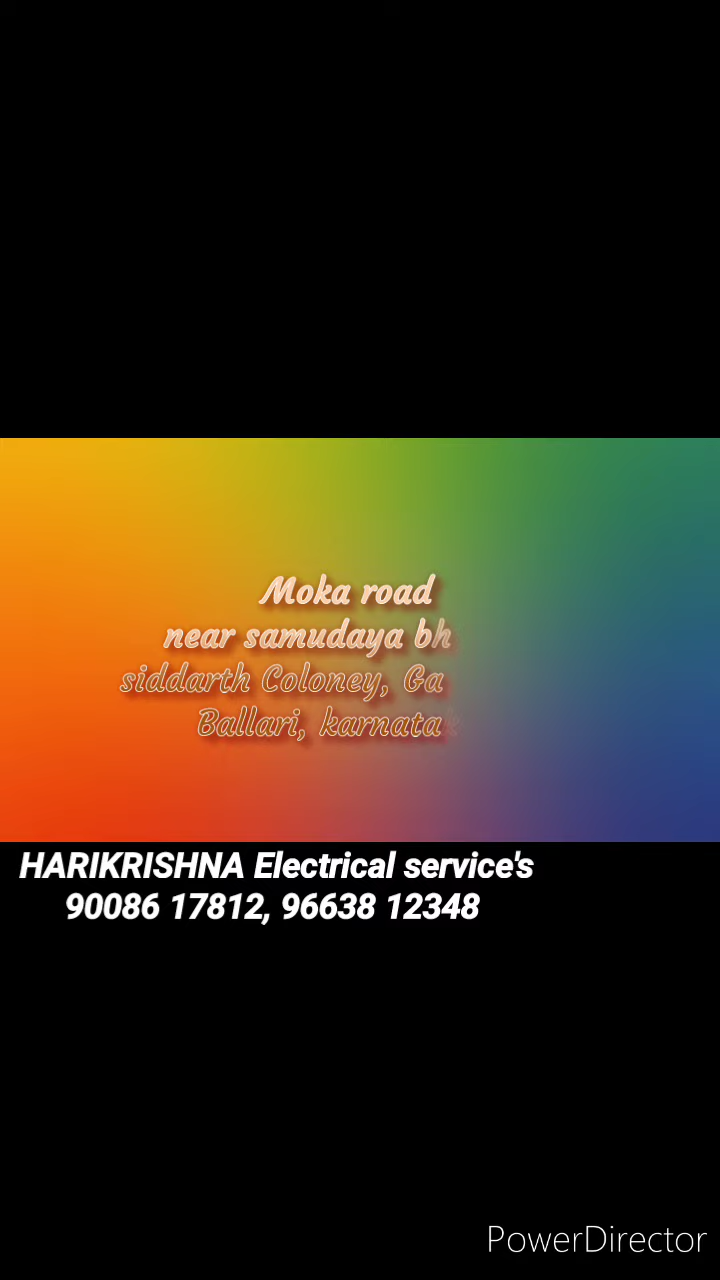 Moka road
near samudaya bh
siddarth Coloney, Ga
Ballari, karnata
HARIKRISHNA Electrical service's
90086 17812, 96638 12348
PowerDirector